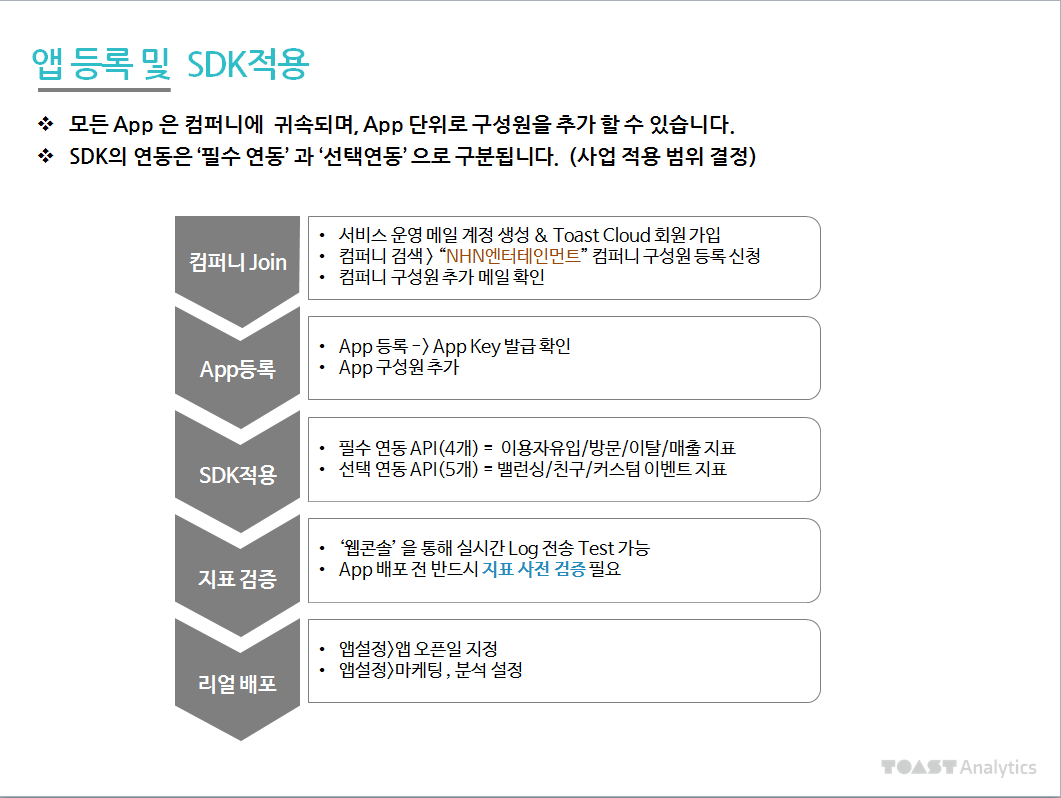 앱 등록 및 SDK적용
❖ 모든 App 은 컴퍼니에 귀속되며, App 단위로 구성원을 추가 할 수 있습니다.
❖ SDK의 연동은 ‘필수 연동’ 과 ‘선택연동’ 으로 구분됩니다. (사업 적용 범위 결정)
컴퍼니 Join
• 서비스 운영 메일 계정 생성 & Toast Cloud 회원 가입
• 컴퍼니 검색 > “NHN엔터테인먼트” 컴퍼니 구성원 등록 신청
• 컴퍼니 구성원 추가 메일 확인
App등록
• App 등록 -> App Key 발급 확인
• App 구성원 추가
SDK적용
• 필수 연동 API(4개) = 이용자유입/방문/이탈/매출 지표
• 선택 연동 API(5개) = 밸런싱/친구/커스텀 이벤트 지표
지표 검증
• ‘웹콘솔’ 을 통해 실시간 Log 전송 Test 가능
• App 배포 전 반드시 지표 사전 검증 필요
리얼 배포
• 앱설정>앱 오픈일 지정
• 앱설정>마케팅 , 분석 설정
TOAST Analytics